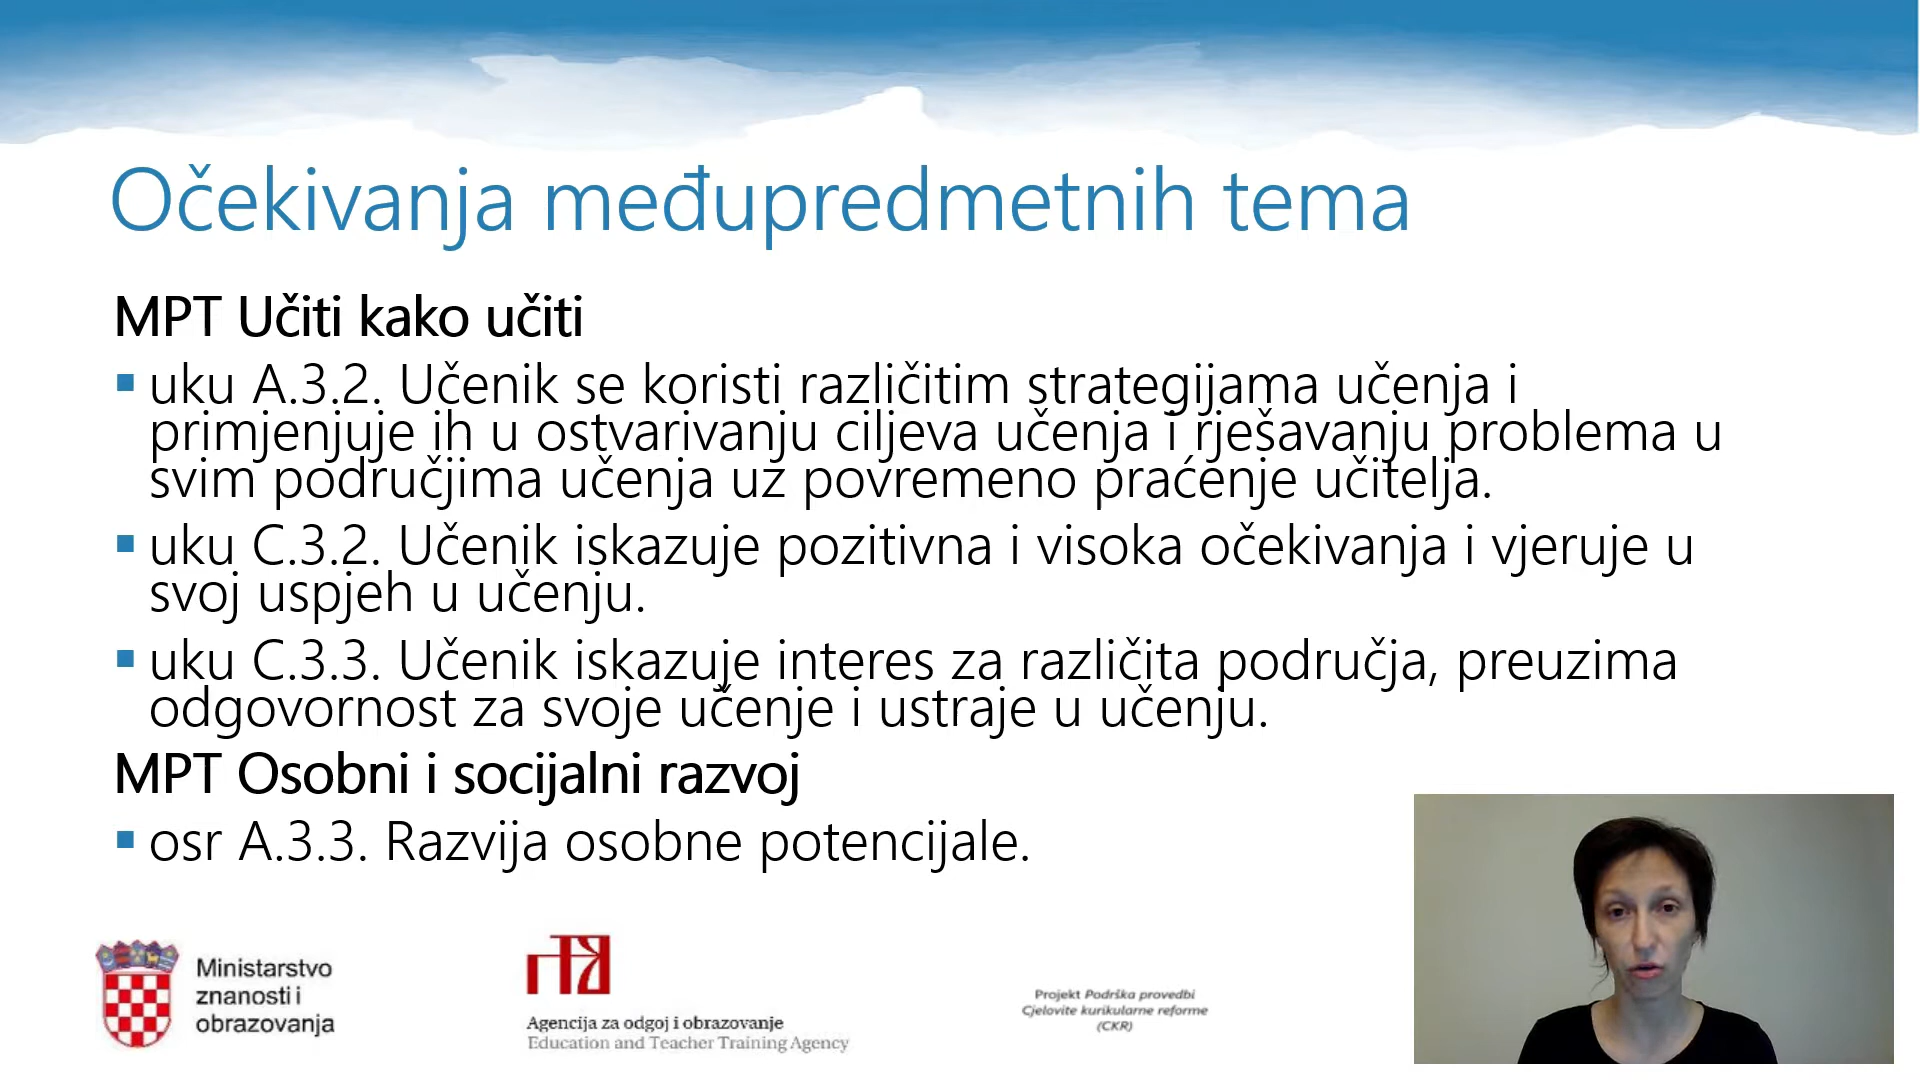 Očekivanja međupredmetnih tema
MPT Učiti kako učiti
▪ uku A.3.2. Učenik se koristi različitim strategijama učenja i
primjenjuje ih u ostvarivanju ciljeva učenja i rješavanju problema u
svim područjima učenja uz povremeno praćenje učitelja.
▪ uku C.3.2. Učenik iskazuje pozitivna i visoka očekivanja i vjeruje u
svoj uspjeh u učenju.
▪ uku C.3.3. Učenik iskazuje interes za različita područja, preuzima
odgovornost za svoje učenje i ustraje u učenju.
MPT Osobni i socijalni razvoj
▪ osr A.3.3. Razvija osobne potencijale.
Ministarstvo
znanosti i
obrazovanja
Agencija za odgoj i obrazovanje
Education and Teacher Training Agency
Projekt Podrška provedbi
Cjelovite kurikularne reforme
(CKR)